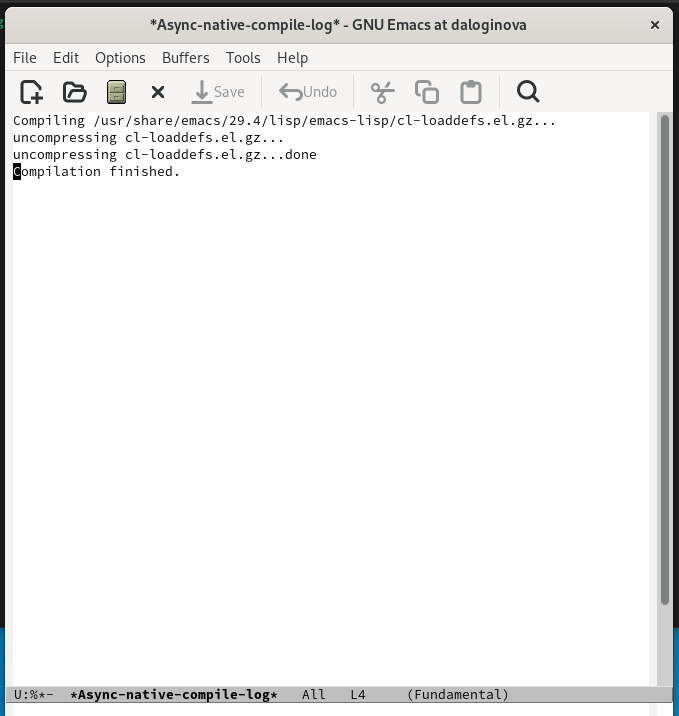 *Async-native-compile-log* - GNU Emacs at daloginova
File Edit Options Buffers Tools Help
Save Undo
Compiling /usr/share/emacs/29.4/lisp/emacs-lisp/cl-loaddefs.el.gz...
uncompressing cl-loaddefs.el.gz...
uncompressing cl-loaddefs.el.gz...done
Compilation finished.
U:%*- *Async-native-compile-log* All L4 (Fundamental)